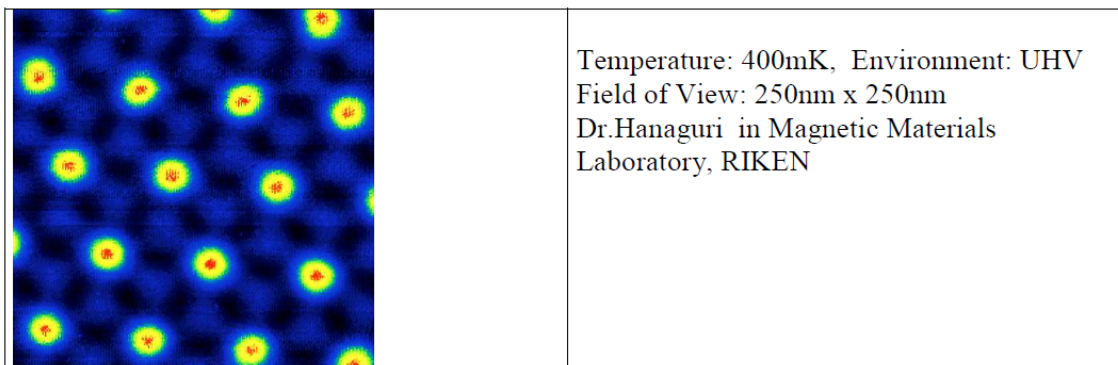 Temperature: 400mK, Environment: UHV
Field of View: 250nm x 250nm
Dr.Hanaguri in Magnetic Materials
Laboratory, RIKEN